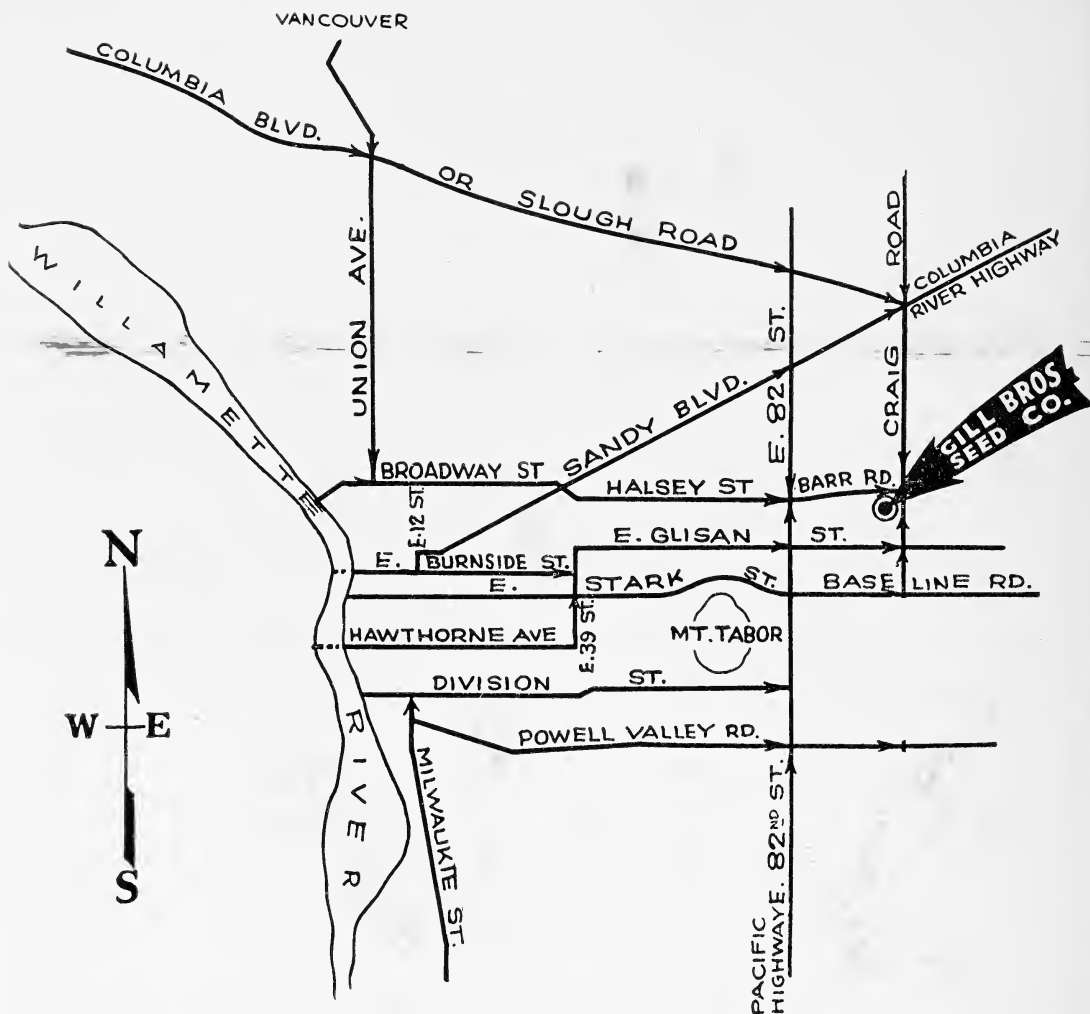 VANCOUVER
COLUMBIA BLVD.
OR SLOUGH ROAD
UNION AVE.
WILLAMETTE
RIVER
E. 82 ST.
CRAIG ROAD
COLUMBIA
RIVER HIGHWAY
SANDY BLVD.
GILL BROS
SEED CO.
BROADWAY ST
HALSEY ST
BARR RD.
E. 12 ST.
E. GLISAN ST.
E. BURNSIDE ST.
E. STARK ST.
BASE LINE RD.
HAWTHORNE AVE
E. 39 ST.
MT. TABOR
DIVISION ST.
POWELL VALLEY RD.
MILWAUKIE ST.
PACIFIC
HIGHWAY E. 82ND ST.
N
W E
S